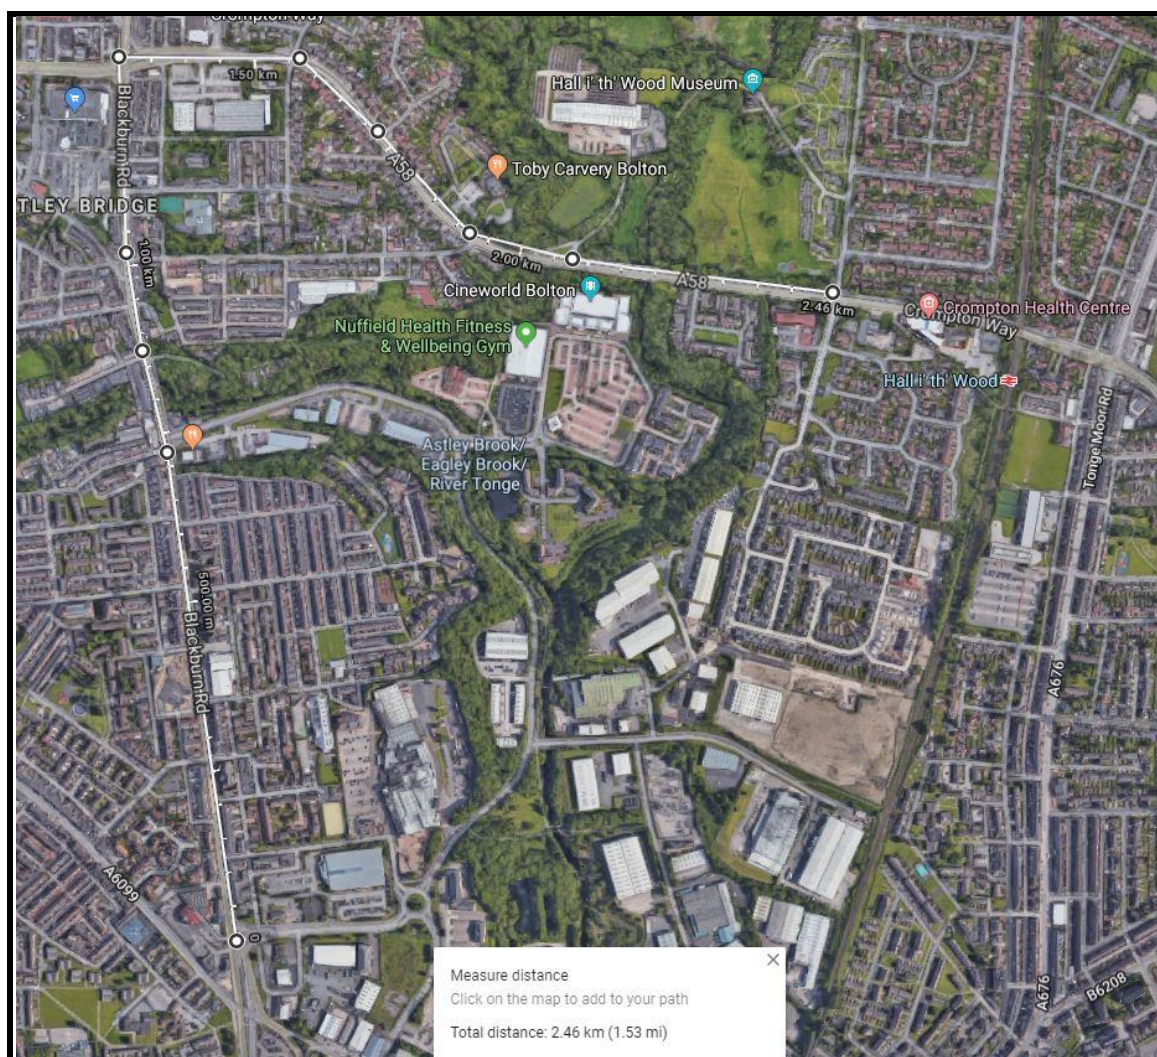 Crompton Way
1.50 km
Hall i' th' Wood Museum
Blackburn Rd
A58
Toby Carvery Bolton
TLEY BRIDGE
1.00 km
2.00 km
A58
Cineworld Bolton
2.46 km
Crompton Health Centre
Crompton Way
Nuffield Health Fitness
& Wellbeing Gym
Hall i' th' Wood
Tonge Moor Rd
Astley Brook/
Eagley Brook/
River Tonge
500.00 m
Blackburn Rd
A676
A6099
0
Measure distance
Click on the map to add to your path
Total distance: 2.46 km (1.53 mi)
A676
B6208